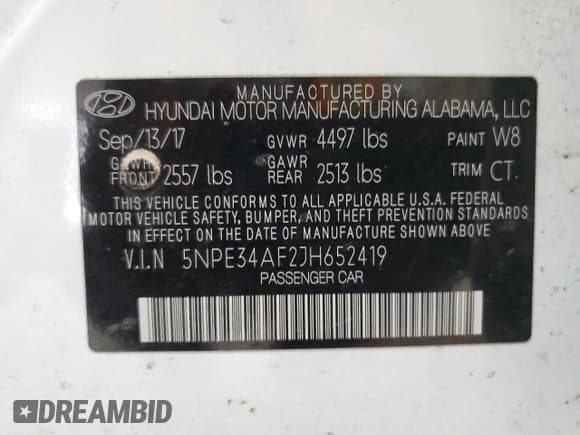 MANUFACTURED BY
HYUNDAI MOTOR MANUFACTURING ALABAMA, LLC
Sep/13/17 GVWR 4497 lbs PAINT W8
GAWR FRONT 2557 lbs GAWR REAR 2513 lbs TRIM CT
THIS VEHICLE CONFORMS TO ALL APPLICABLE U.S.A. FEDERAL
MOTOR VEHICLE SAFETY, BUMPER, AND THEFT PREVENTION STANDARDS
IN EFFECT ON THE DATE OF MANUFACTURE SHOWN ABOVE
V.I.N 5NPE34AF2JH652419
PASSENGER CAR
DREAMBID